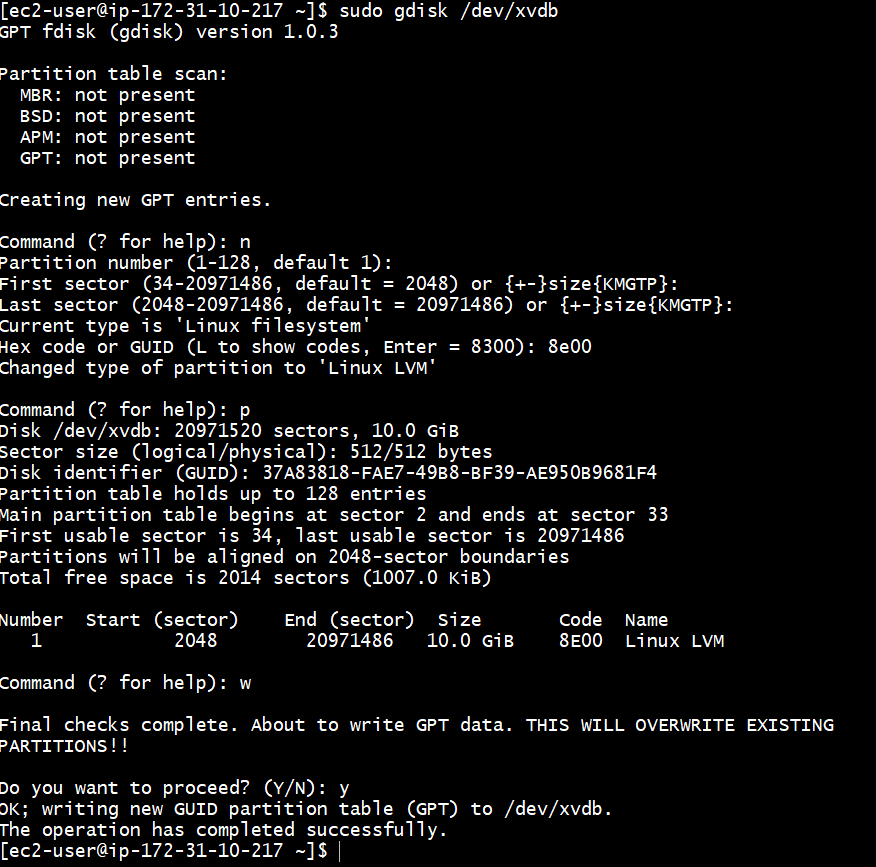 [ec2-user@ip-172-31-10-217 ~]$ sudo gdisk /dev/xvdb
GPT fdisk (gdisk) version 1.0.3
Partition table scan:
  MBR: not present
  BSD: not present
  APM: not present
  GPT: not present
Creating new GPT entries.
Command (? for help): n
Partition number (1-128, default 1):
First sector (34-20971486, default = 2048) or {+-}size{KMGTP}:
Last sector (2048-20971486, default = 20971486) or {+-}size{KMGTP}:
Current type is 'Linux filesystem'
Hex code or GUID (L to show codes, Enter = 8300): 8e00
Changed type of partition to 'Linux LVM'
Command (? for help): p
Disk /dev/xvdb: 20971520 sectors, 10.0 GiB
Sector size (logical/physical): 512/512 bytes
Disk identifier (GUID): 37A83818-FAE7-49B8-BF39-AE950B9681F4
Partition table holds up to 128 entries
Main partition table begins at sector 2 and ends at sector 33
First usable sector is 34, last usable sector is 20971486
Partitions will be aligned on 2048-sector boundaries
Total free space is 2014 sectors (1007.0 KiB)
Number  Start (sector)    End (sector)  Size       Code  Name
   1            2048        20971486   10.0 GiB    8E00  Linux LVM
Command (? for help): w
Final checks complete. About to write GPT data. THIS WILL OVERWRITE EXISTING
PARTITIONS!!
Do you want to proceed? (Y/N): y
OK; writing new GUID partition table (GPT) to /dev/xvdb.
The operation has completed successfully.
[ec2-user@ip-172-31-10-217 ~]$